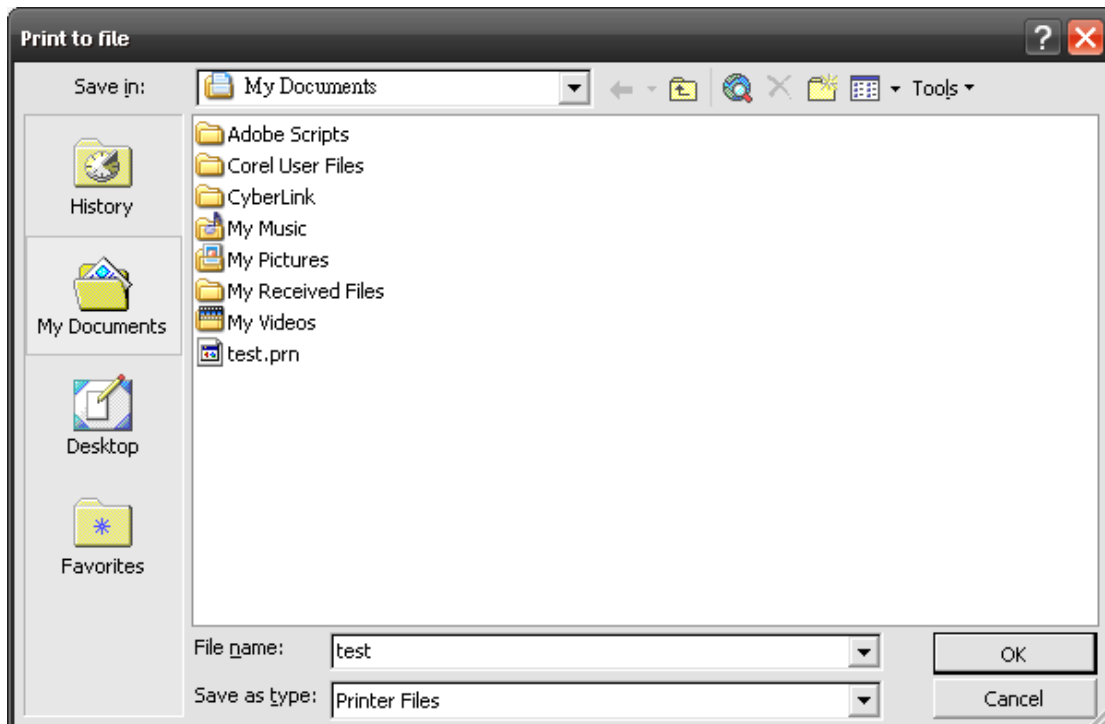 Print to file
Save in:
My Documents
Tools
History
My Documents
Desktop
Favorites
Adobe Scripts
Corel User Files
CyberLink
My Music
My Pictures
My Received Files
My Videos
test.prn
File name:
test
OK
Save as type:
Printer Files
Cancel